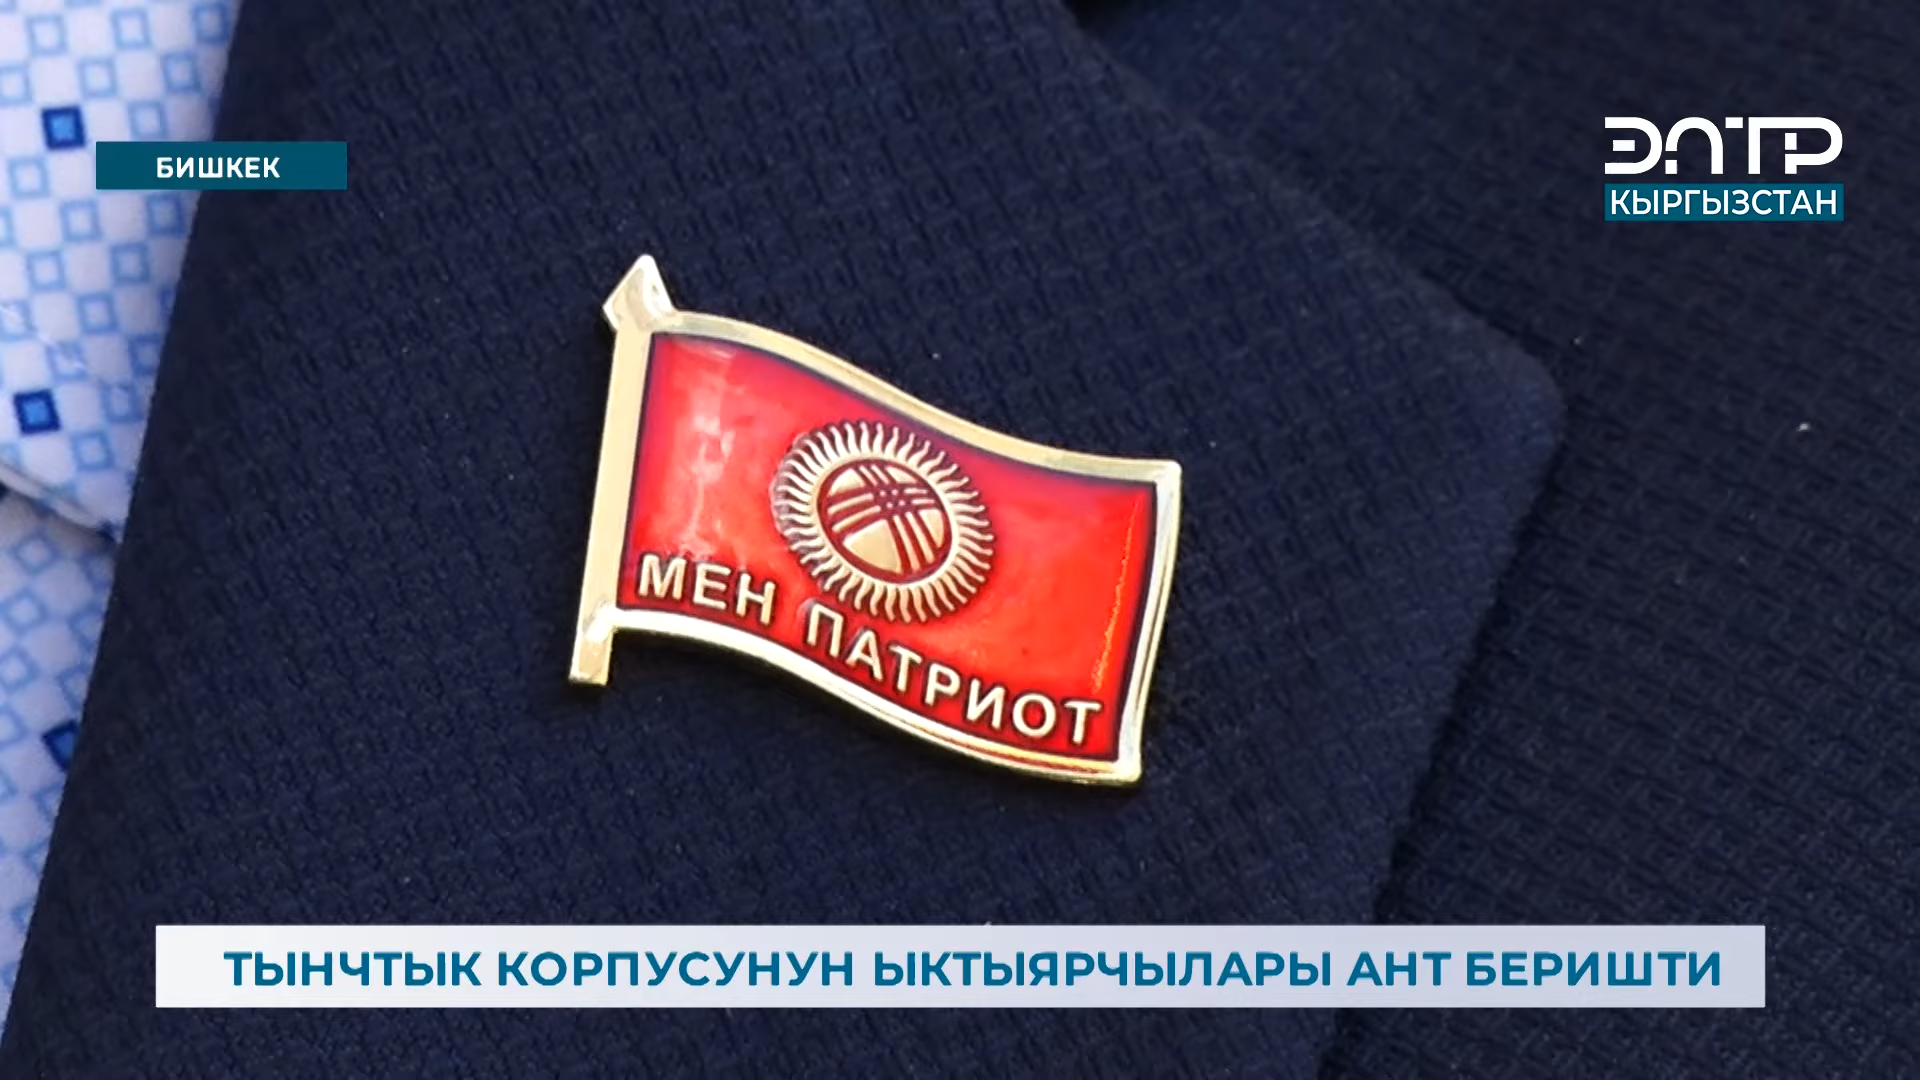 БИШКЕК
ЭЛТР
КЫРГЫЗСТАН
МЕН ПАТРИОТ
ТЫНЧТЫК КОРПУСУНУН ЫКТЫЯРЧЫЛАРЫ АНТ БЕРИШТИ